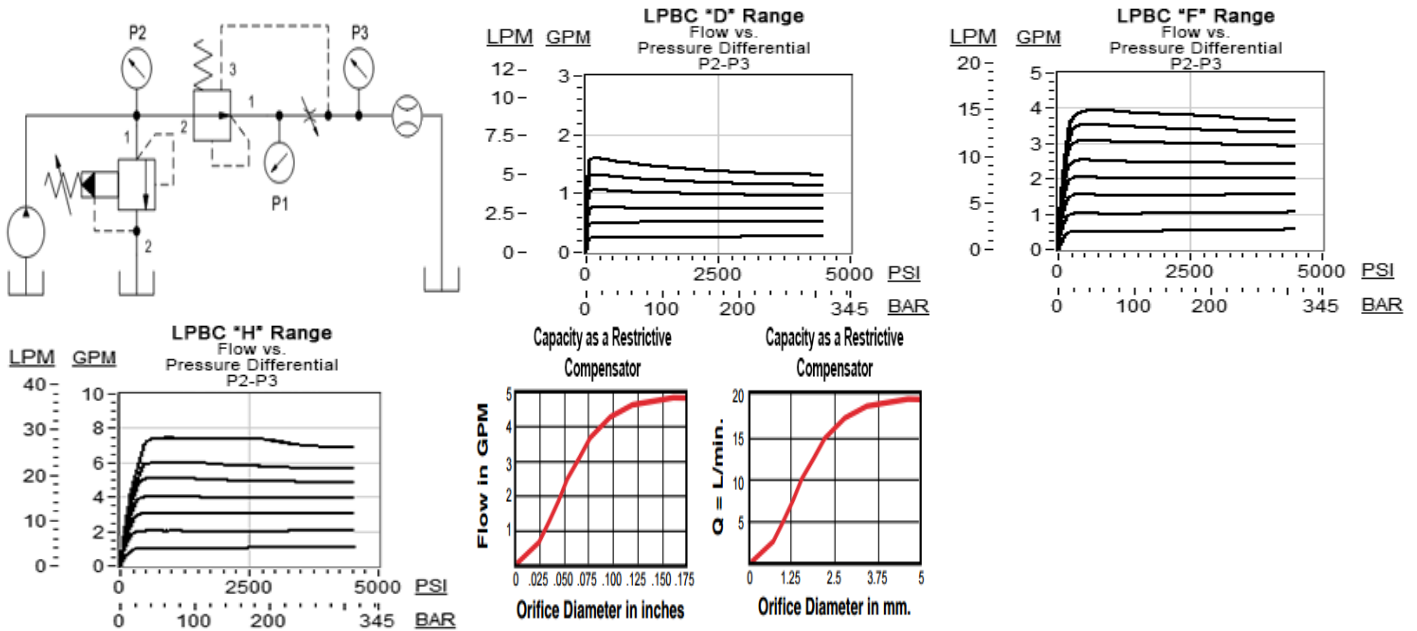 P2
P3
3
1
1
2
P1
2
LPBC "D" Range
Flow vs.
Pressure Differential
P2-P3
LPM GPM
12
10
7.5
5
2.5
0
3
2
1
0
0 2500 5000 PSI
0 100 200 345 BAR
LPBC "F" Range
Flow vs.
Pressure Differential
P2-P3
LPM GPM
20
15
10
5
0
5
4
3
2
1
0
0 2500 5000 PSI
0 100 200 345 BAR
LPBC "H" Range
Flow vs.
Pressure Differential
P2-P3
LPM GPM
40
30
20
10
0
10
8
6
4
2
0
0 2500 5000 PSI
0 100 200 345 BAR
Capacity as a Restrictive
Compensator
Flow in GPM
5
4
3
2
1
0 .025 .050 .075 .100 .125 .150 .175
Orifice Diameter in inches
Capacity as a Restrictive
Compensator
Q = L/min.
20
15
10
5
0 1.25 2.5 3.75 5
Orifice Diameter in mm.